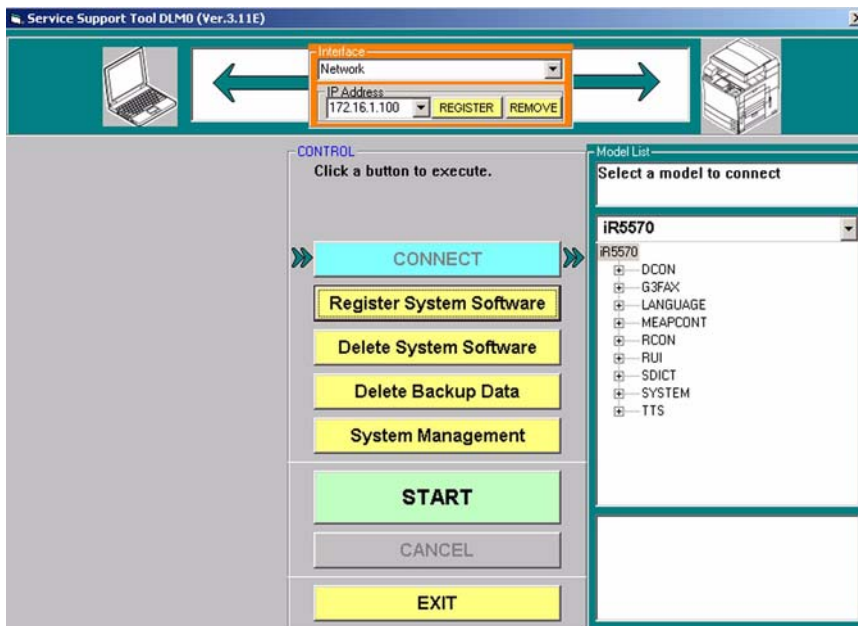 Service Support Tool DLM0 (Ver.3.11E)
Interface
Network
IP Address
172.16.1.100
REGISTER
REMOVE
CONTROL
Click a button to execute.
CONNECT
Register System Software
Delete System Software
Delete Backup Data
System Management
START
CANCEL
EXIT
Model List
Select a model to connect
iR5570
iR5570
DCON
G3FAX
LANGUAGE
MEAPCONT
RCON
RUI
SDICT
SYSTEM
TTS